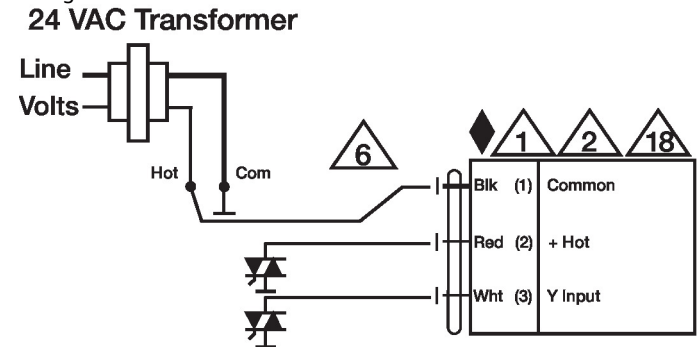 24 VAC Transformer
Line
Volts
Hot
Com
6
1
2
18
Blk (1) Common
Red (2) + Hot
Wht (3) Y Input